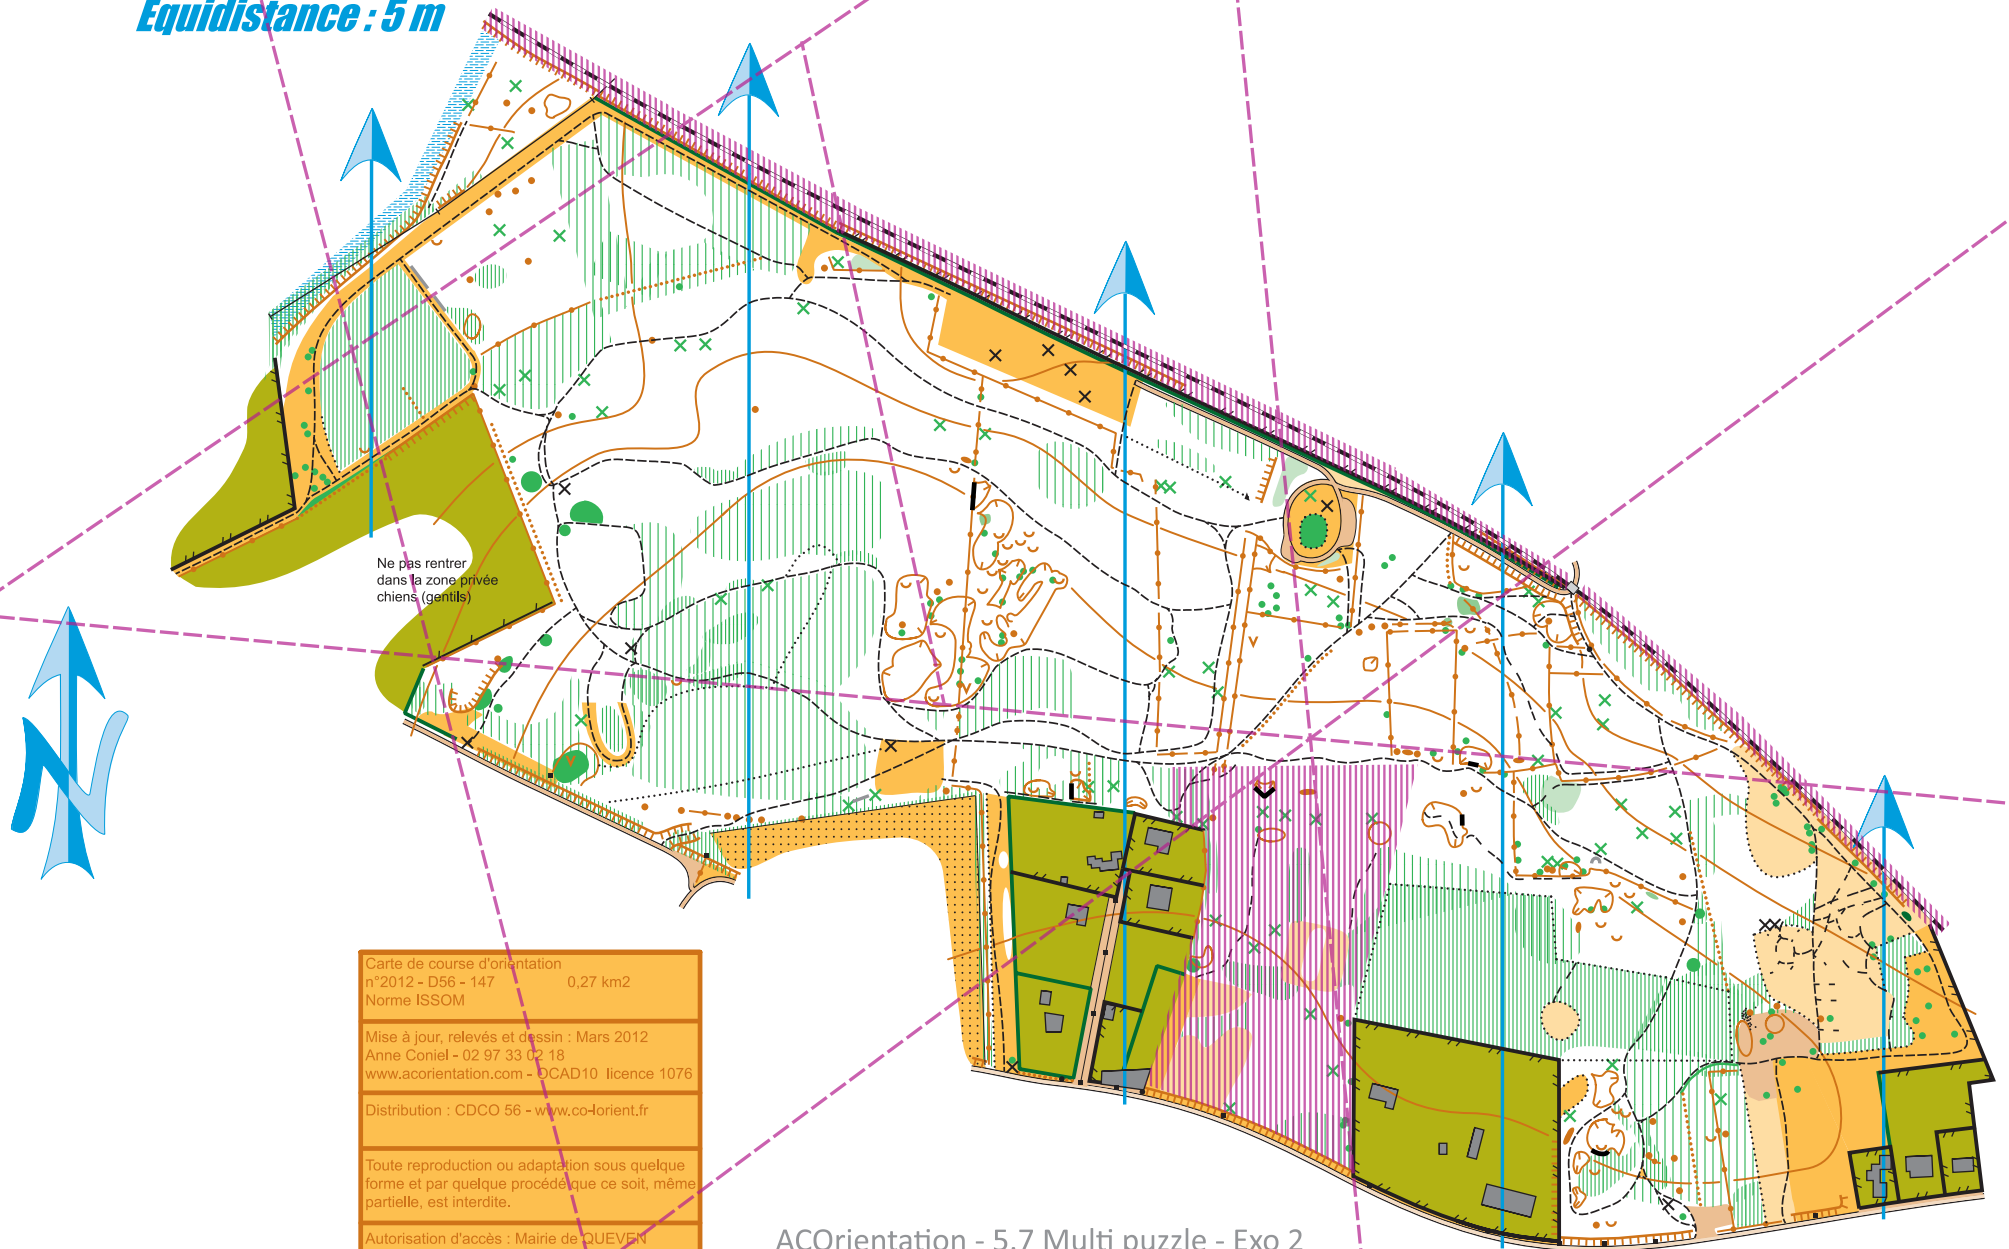 Equidistance : 5 m
Ne pas rentrer
dans la zone privée
chiens (gentils)
N
Carte de course d'orientation
n°2012 - D56 - 147 0,27 km2
Norme ISSOM
Mise à jour, relevés et dessin : Mars 2012
Anne Coniel - 02 97 33 02 18
www.acorientation.com - OCAD10 licence 1076
Distribution : CDCO 56 - www.co-lorient.fr
Toute reproduction ou adaptation sous quelque
forme et par quelque procédé que ce soit, même
partielle, est interdite.
Autorisation d'accès : Mairie de QUEVEN
ACOrientation - 5.7 Multi puzzle - Exo 2